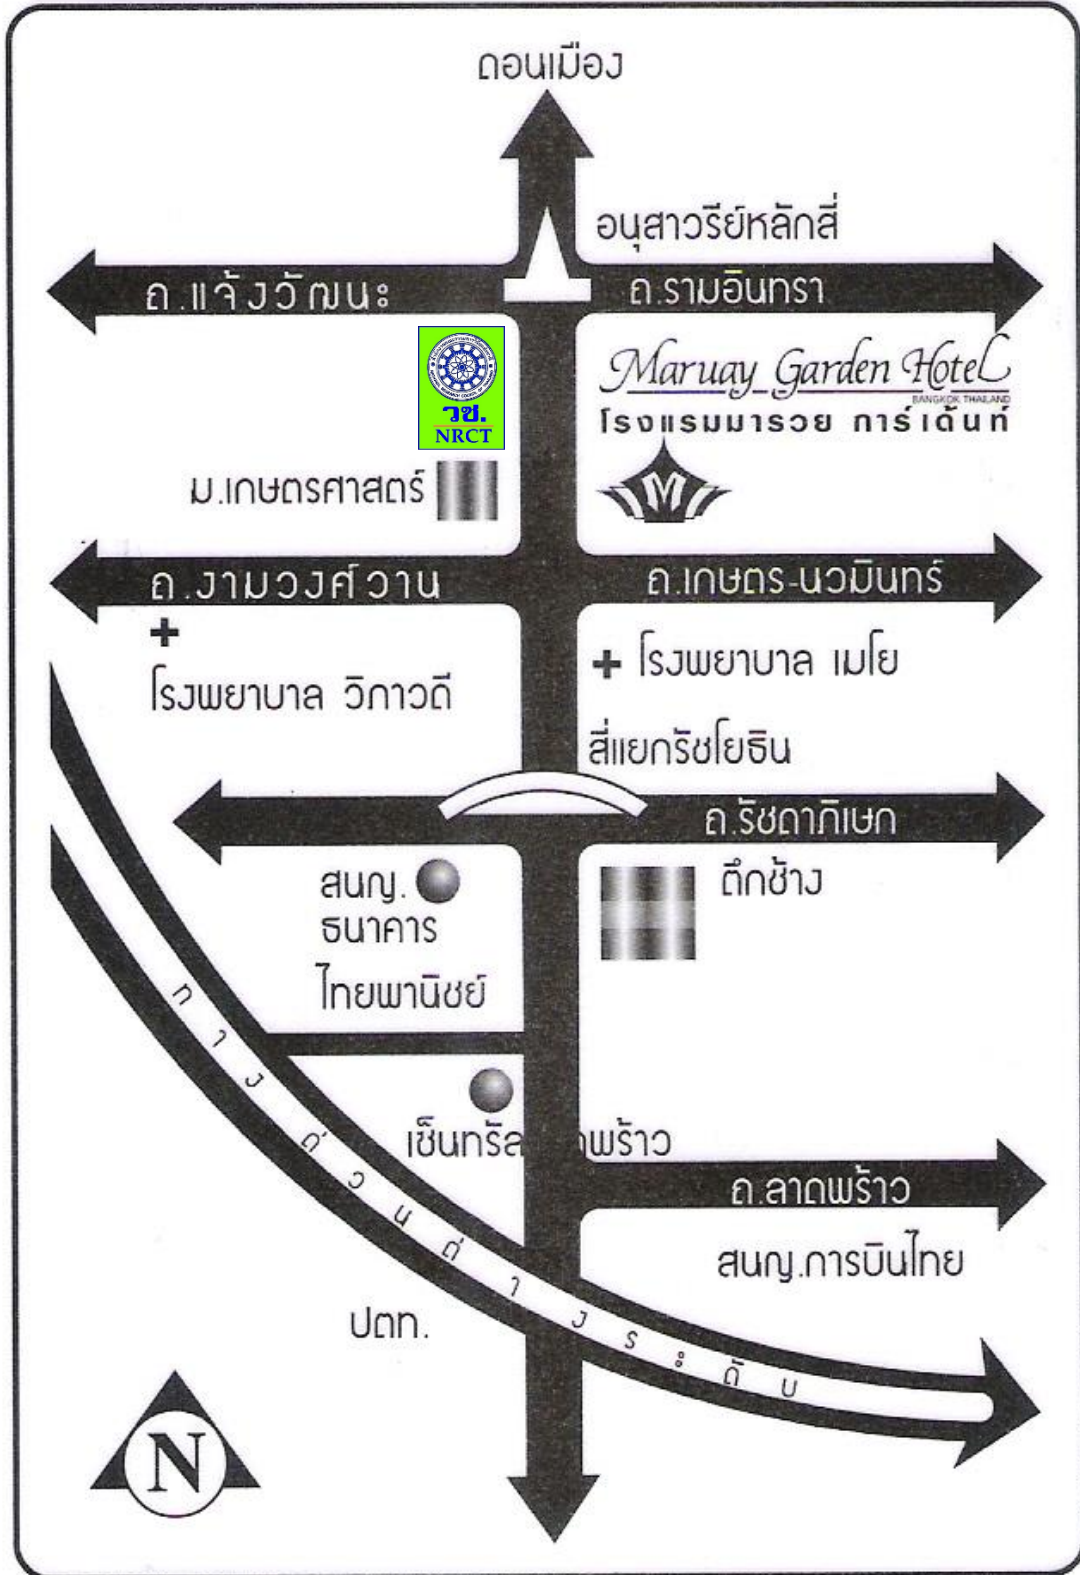 ดอนเมือง
อนุสาวรีย์หลักสี่
ถ.แจ้งวัฒนะ
ถ.รามอินทรา
วช.
NRCT
Maruay Garden Hotel
BANGKOK THAILAND
โรงแรมมารวย การ์เด้นท์
ม.เกษตรศาสตร์
M
ถ.งามวงศ์วาน
ถ.เกษตร-นวมินทร์
+
โรงพยาบาล วิภาวดี
+ โรงพยาบาล เมโย
สี่แยกรัชโยธิน
ถ.รัชดาภิเษก
สนญ.
ธนาคาร
ไทยพานิชย์
ตึกช้าง
ทางด่วนต่างระดับ
เซ็นทรัล พร้าว
ถ.ลาดพร้าว
สนญ.การบินไทย
ปตท.
N